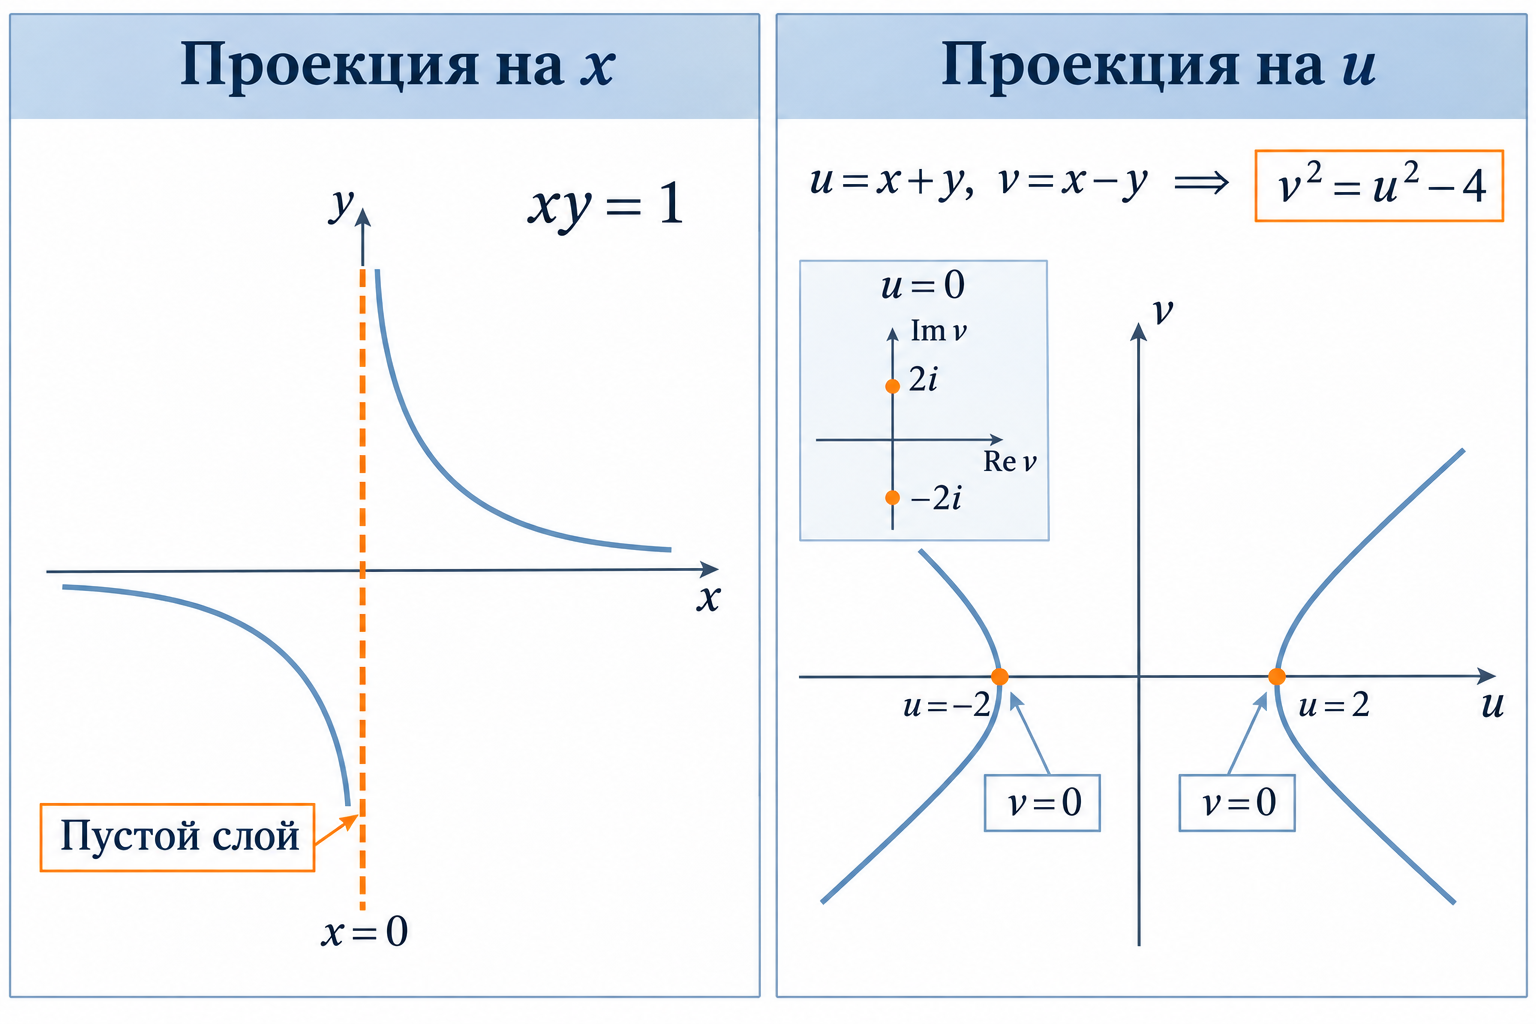 Проекция на x
y
xy = 1
x
Пустой слой
x = 0
Проекция на u
u = x + y, v = x − y ⟹ v² = u² − 4
u = 0
Im v
2i
Re v
−2i
v
u = −2
u = 2
u
v = 0
v = 0